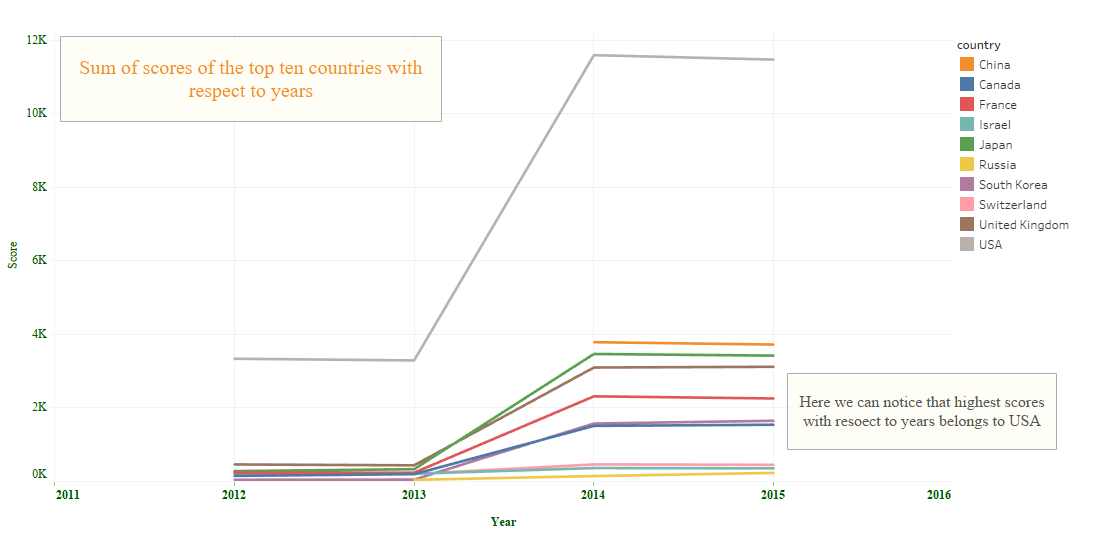 Sum of scores of the top ten countries with
respect to years
12K
10K
8K
6K
4K
2K
0K
Score
2011
2012
2013
2014
2015
2016
Year
country
China
Canada
France
Israel
Japan
Russia
South Korea
Switzerland
United Kingdom
USA
Here we can notice that highest scores
with resoect to years belongs to USA